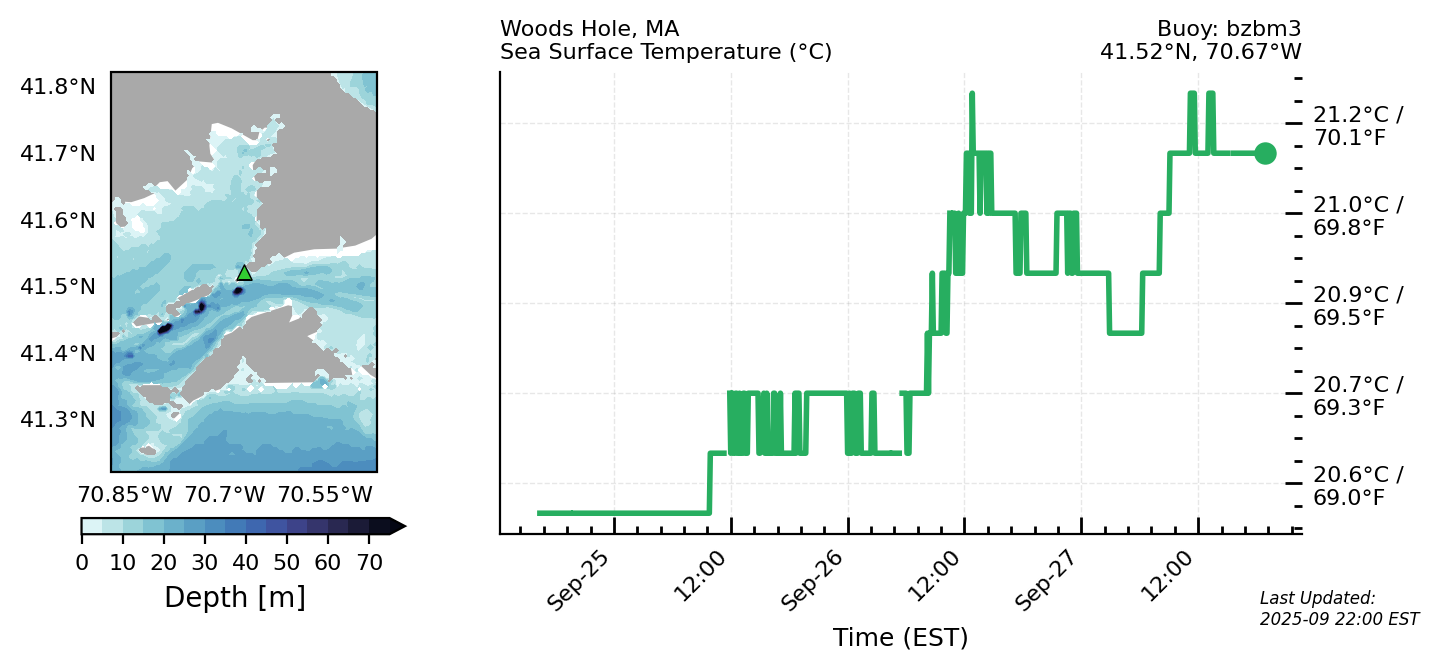 Woods Hole, MA
Sea Surface Temperature (°C)
Buoy: bzbm3
41.52°N, 70.67°W
41.8°N
41.7°N
41.6°N
41.5°N
41.4°N
41.3°N
70.85°W 70.7°W 70.55°W
0 10 20 30 40 50 60 70
Depth [m]
21.2°C /
70.1°F
21.0°C /
69.8°F
20.9°C /
69.5°F
20.7°C /
69.3°F
20.6°C /
69.0°F
Sep-25
12:00
Sep-26
12:00
Sep-27
12:00
Time (EST)
Last Updated:
2025-09 22:00 EST